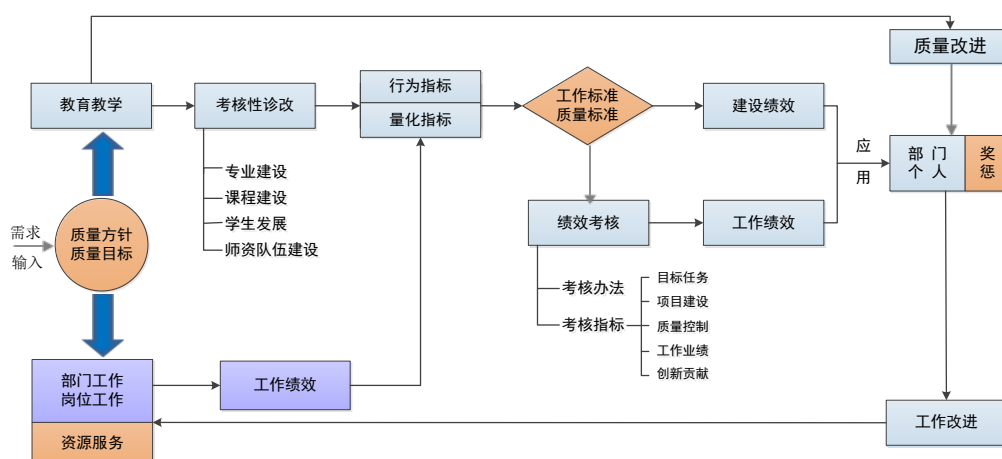 质量改进
教育教学
考核性诊改
行为指标
量化指标
工作标准
质量标准
建设绩效
应
用
部 门
个 人
奖
惩
专业建设
课程建设
学生发展
师资队伍建设
需求
输入
质量方针
质量目标
绩效考核
工作绩效
考核办法
考核指标
目标任务
项目建设
质量控制
工作业绩
创新贡献
部门工作
岗位工作
资源服务
工作绩效
工作改进